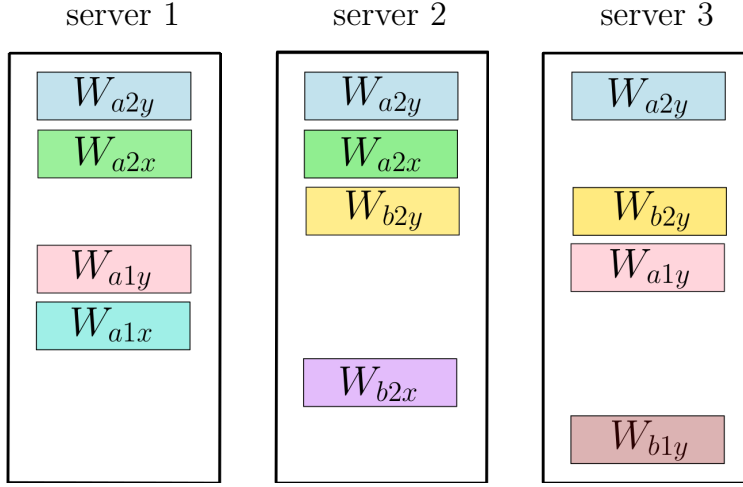 server 1
server 2
server 3
W_{a2y}
W_{a2y}
W_{a2y}
W_{a2x}
W_{a2x}
W_{b2y}
W_{b2y}
W_{a1y}
W_{a1y}
W_{a1x}
W_{b2x}
W_{b1y}